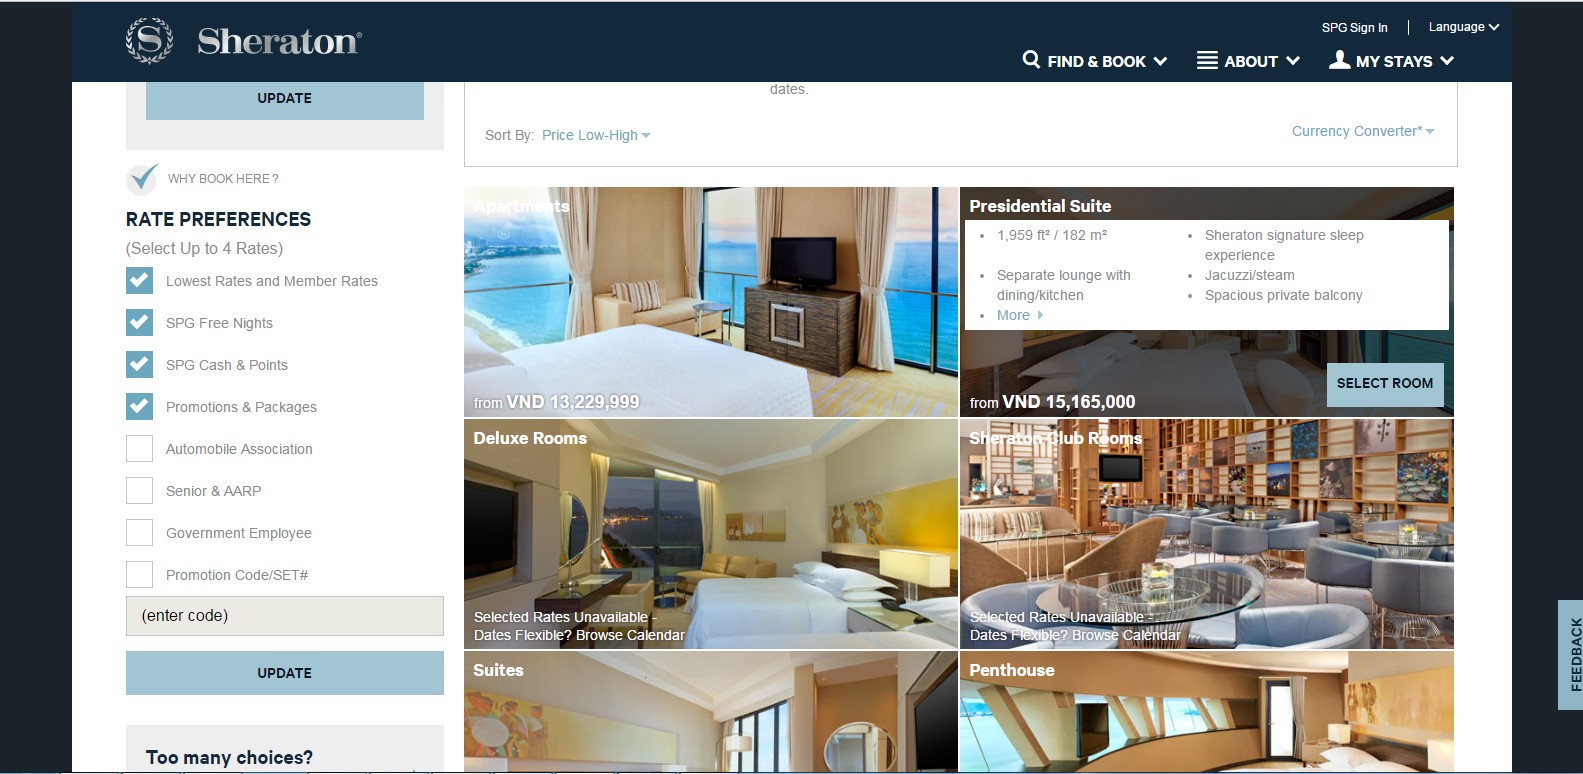 Sheraton®
SPG Sign In
Language
FIND & BOOK
ABOUT
MY STAYS
UPDATE
WHY BOOK HERE ?
RATE PREFERENCES
(Select Up to 4 Rates)
Lowest Rates and Member Rates
SPG Free Nights
SPG Cash & Points
Promotions & Packages
Automobile Association
Senior & AARP
Government Employee
Promotion Code/SET#
(enter code)
UPDATE
Too many choices?
dates.
Sort By: Price Low-High
Currency Converter*
Apartments
from VND 13,229,999
Presidential Suite
1,959 ft² / 182 m²
Separate lounge with
dining/kitchen
More
Sheraton signature sleep
experience
Jacuzzi/steam
Spacious private balcony
from VND 15,165,000
SELECT ROOM
Deluxe Rooms
Selected Rates Unavailable -
Dates Flexible? Browse Calendar
Sheraton Club Rooms
Selected Rates Unavailable -
Dates Flexible? Browse Calendar
Suites
Penthouse
FEEDBACK